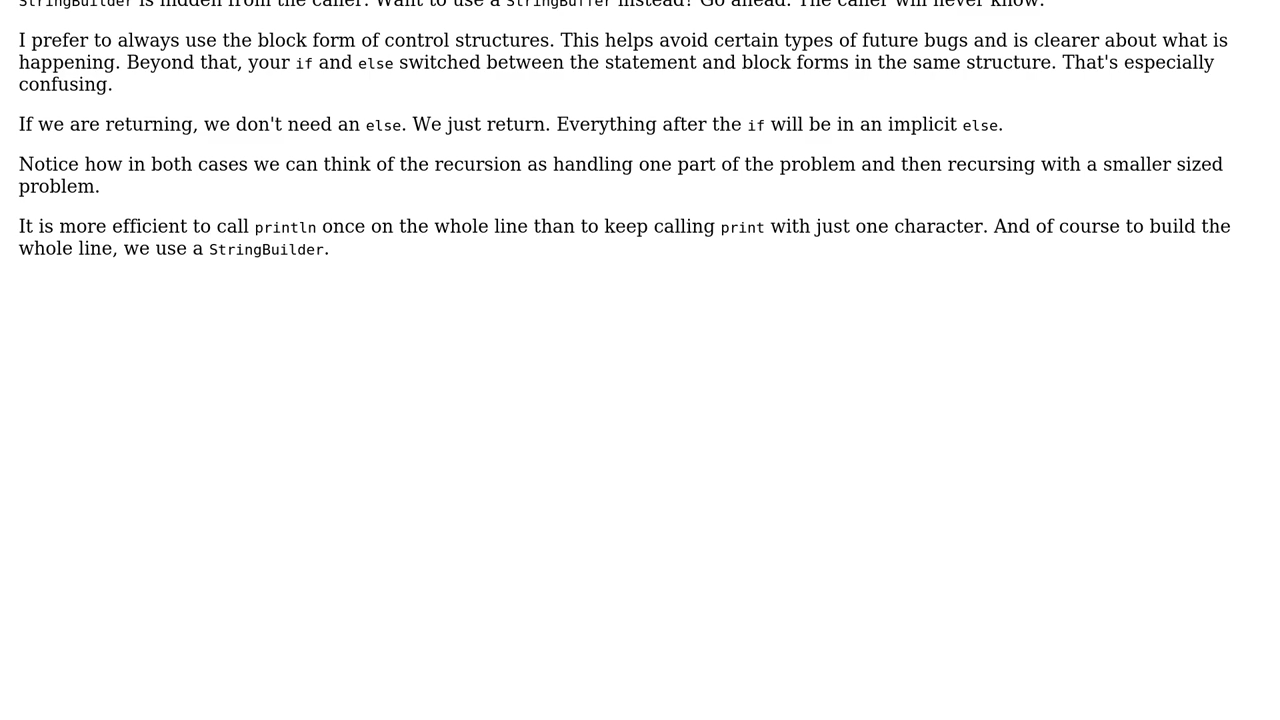 StringBuilder is hidden from the caller. Want to use a StringBuffer instead? Go ahead. The caller will never know.
I prefer to always use the block form of control structures. This helps avoid certain types of future bugs and is clearer about what is
happening. Beyond that, your if and else switched between the statement and block forms in the same structure. That's especially
confusing.
If we are returning, we don't need an else. We just return. Everything after the if will be in an implicit else.
Notice how in both cases we can think of the recursion as handling one part of the problem and then recursing with a smaller sized
problem.
It is more efficient to call println once on the whole line than to keep calling print with just one character. And of course to build the
whole line, we use a StringBuilder.